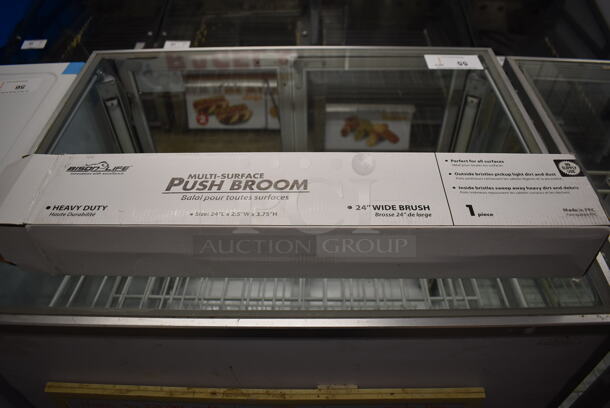 BISON LIFE
MULTI-SURFACE
PUSH BROOM
Balai pour toutes surfaces
• HEAVY DUTY
Haute Durabilité
• Size: 24"L x 2.5"W x 3.75"H
• 24" WIDE BRUSH
Brosse 24" de large
• Perfect for all surfaces
• Outside bristles pickup light dirt and dust
• Inside bristles sweep away heavy dirt and debris
1 piece
Made in PRC
PCI
AUCTION GROUP